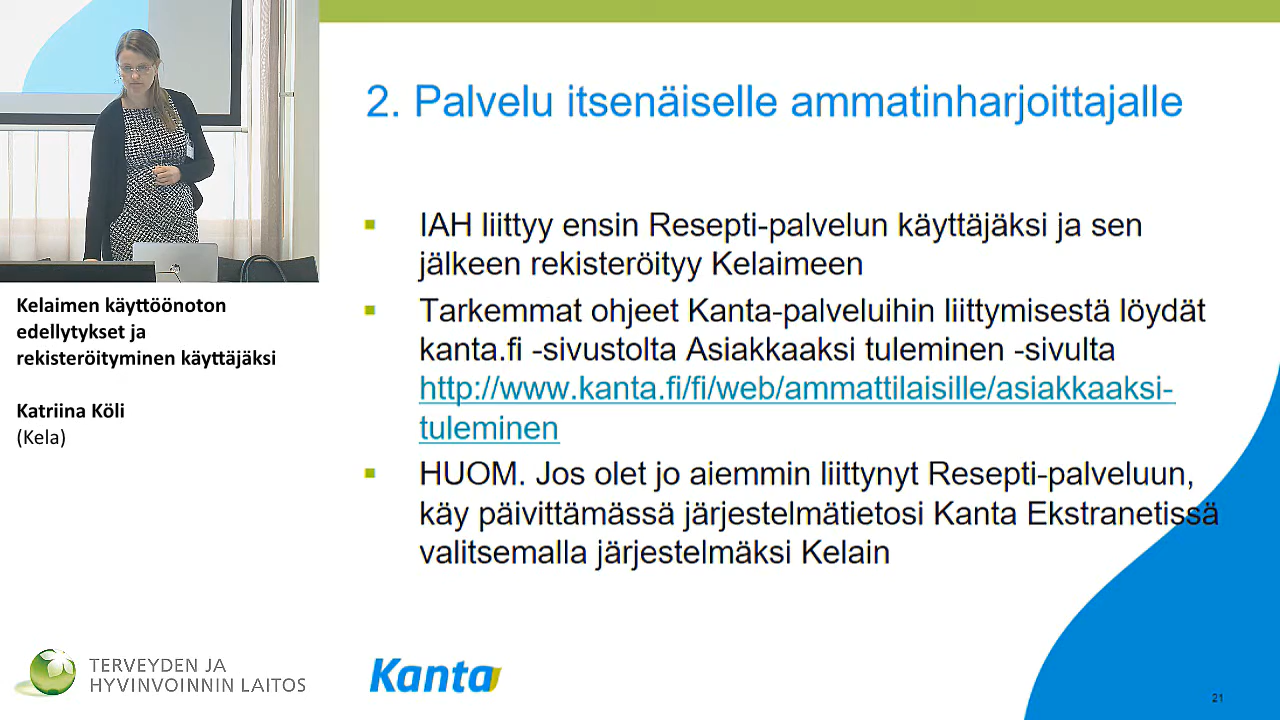 2. Palvelu itsenäiselle ammatinharjoittajalle
IAH liittyy ensin Resepti-palvelun käyttäjäksi ja sen
jälkeen rekisteröityy Kelaimeen
Tarkemmat ohjeet Kanta-palveluihin liittymisestä löydät
kanta.fi -sivustolta Asiakkaaksi tuleminen -sivulta
http://www.kanta.fi/fi/web/ammattilaisille/asiakkaaksi-
tuleminen
HUOM. Jos olet jo aiemmin liittynyt Resepti-palveluun,
käy päivittämässä järjestelmätietosi Kanta Ekstranetissä
valitsemalla järjestelmäksi Kelain
Kelaimen käyttöönoton
edellytykset ja
rekisteröityminen käyttäjäksi
Katriina Köli
(Kela)
TERVEYDEN JA
HYVINVOINNIN LAITOS
Kanta
21